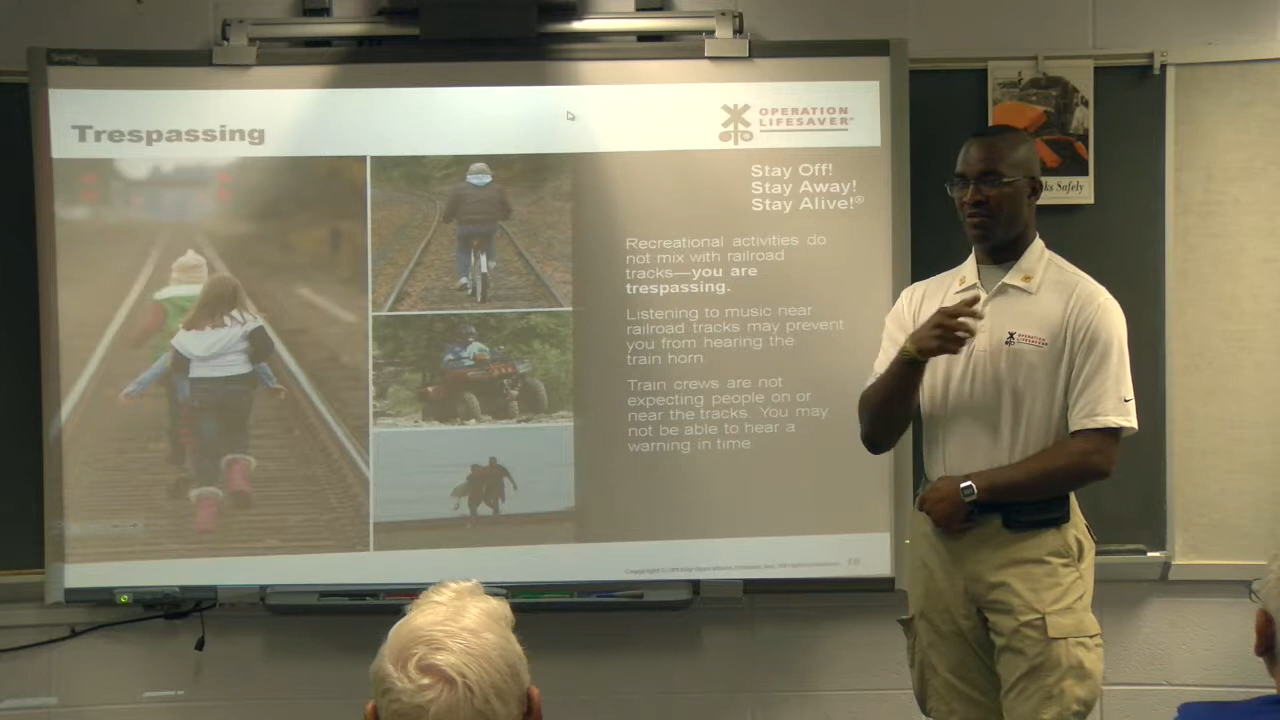 Trespassing
OPERATION
LIFESAVER
Stay Off!
Stay Away!
Stay Alive!®
Recreational activities do
not mix with railroad
tracks—you are
trespassing.
Listening to music near
railroad tracks may prevent
you from hearing the
train horn
Train crews are not
expecting people on or
near the tracks. You may
not be able to hear a
warning in time
Safely
OPERATION
LIFESAVER